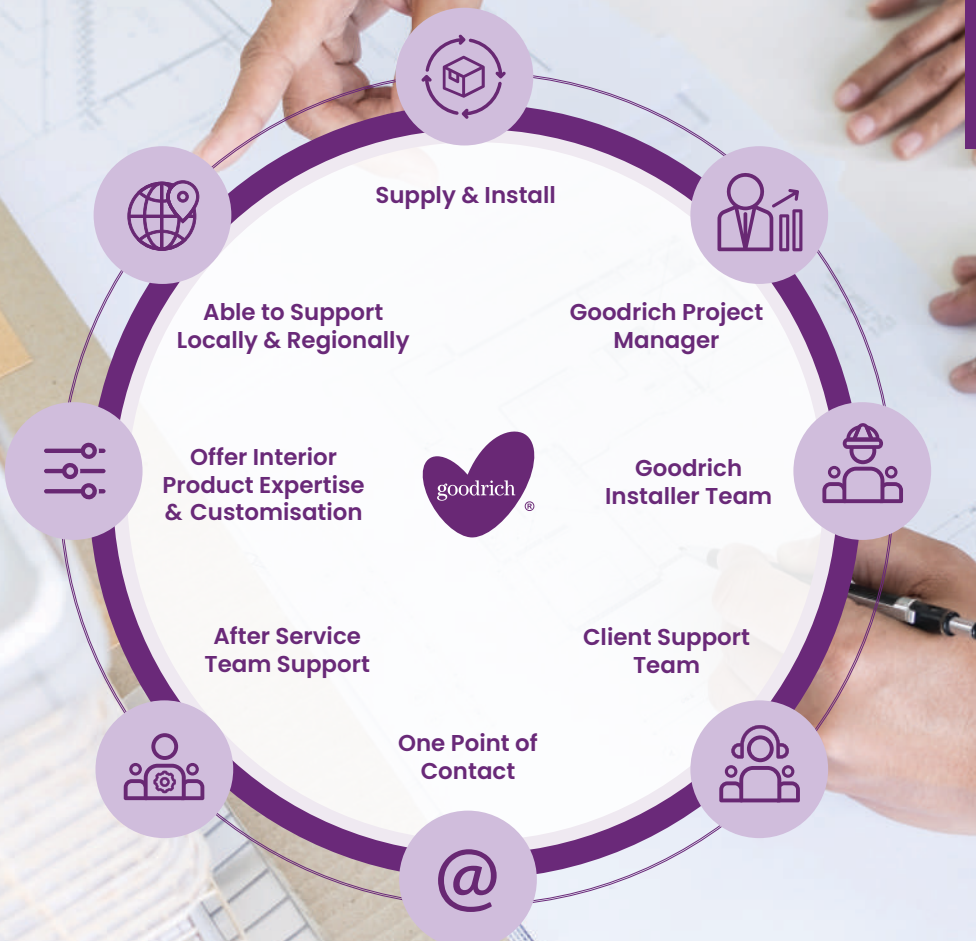 Supply & Install
Goodrich Project
Manager
Goodrich
Installer Team
Client Support
Team
One Point of
Contact
@
After Service
Team Support
Offer Interior
Product Expertise
& Customisation
Able to Support
Locally & Regionally
goodrich
®